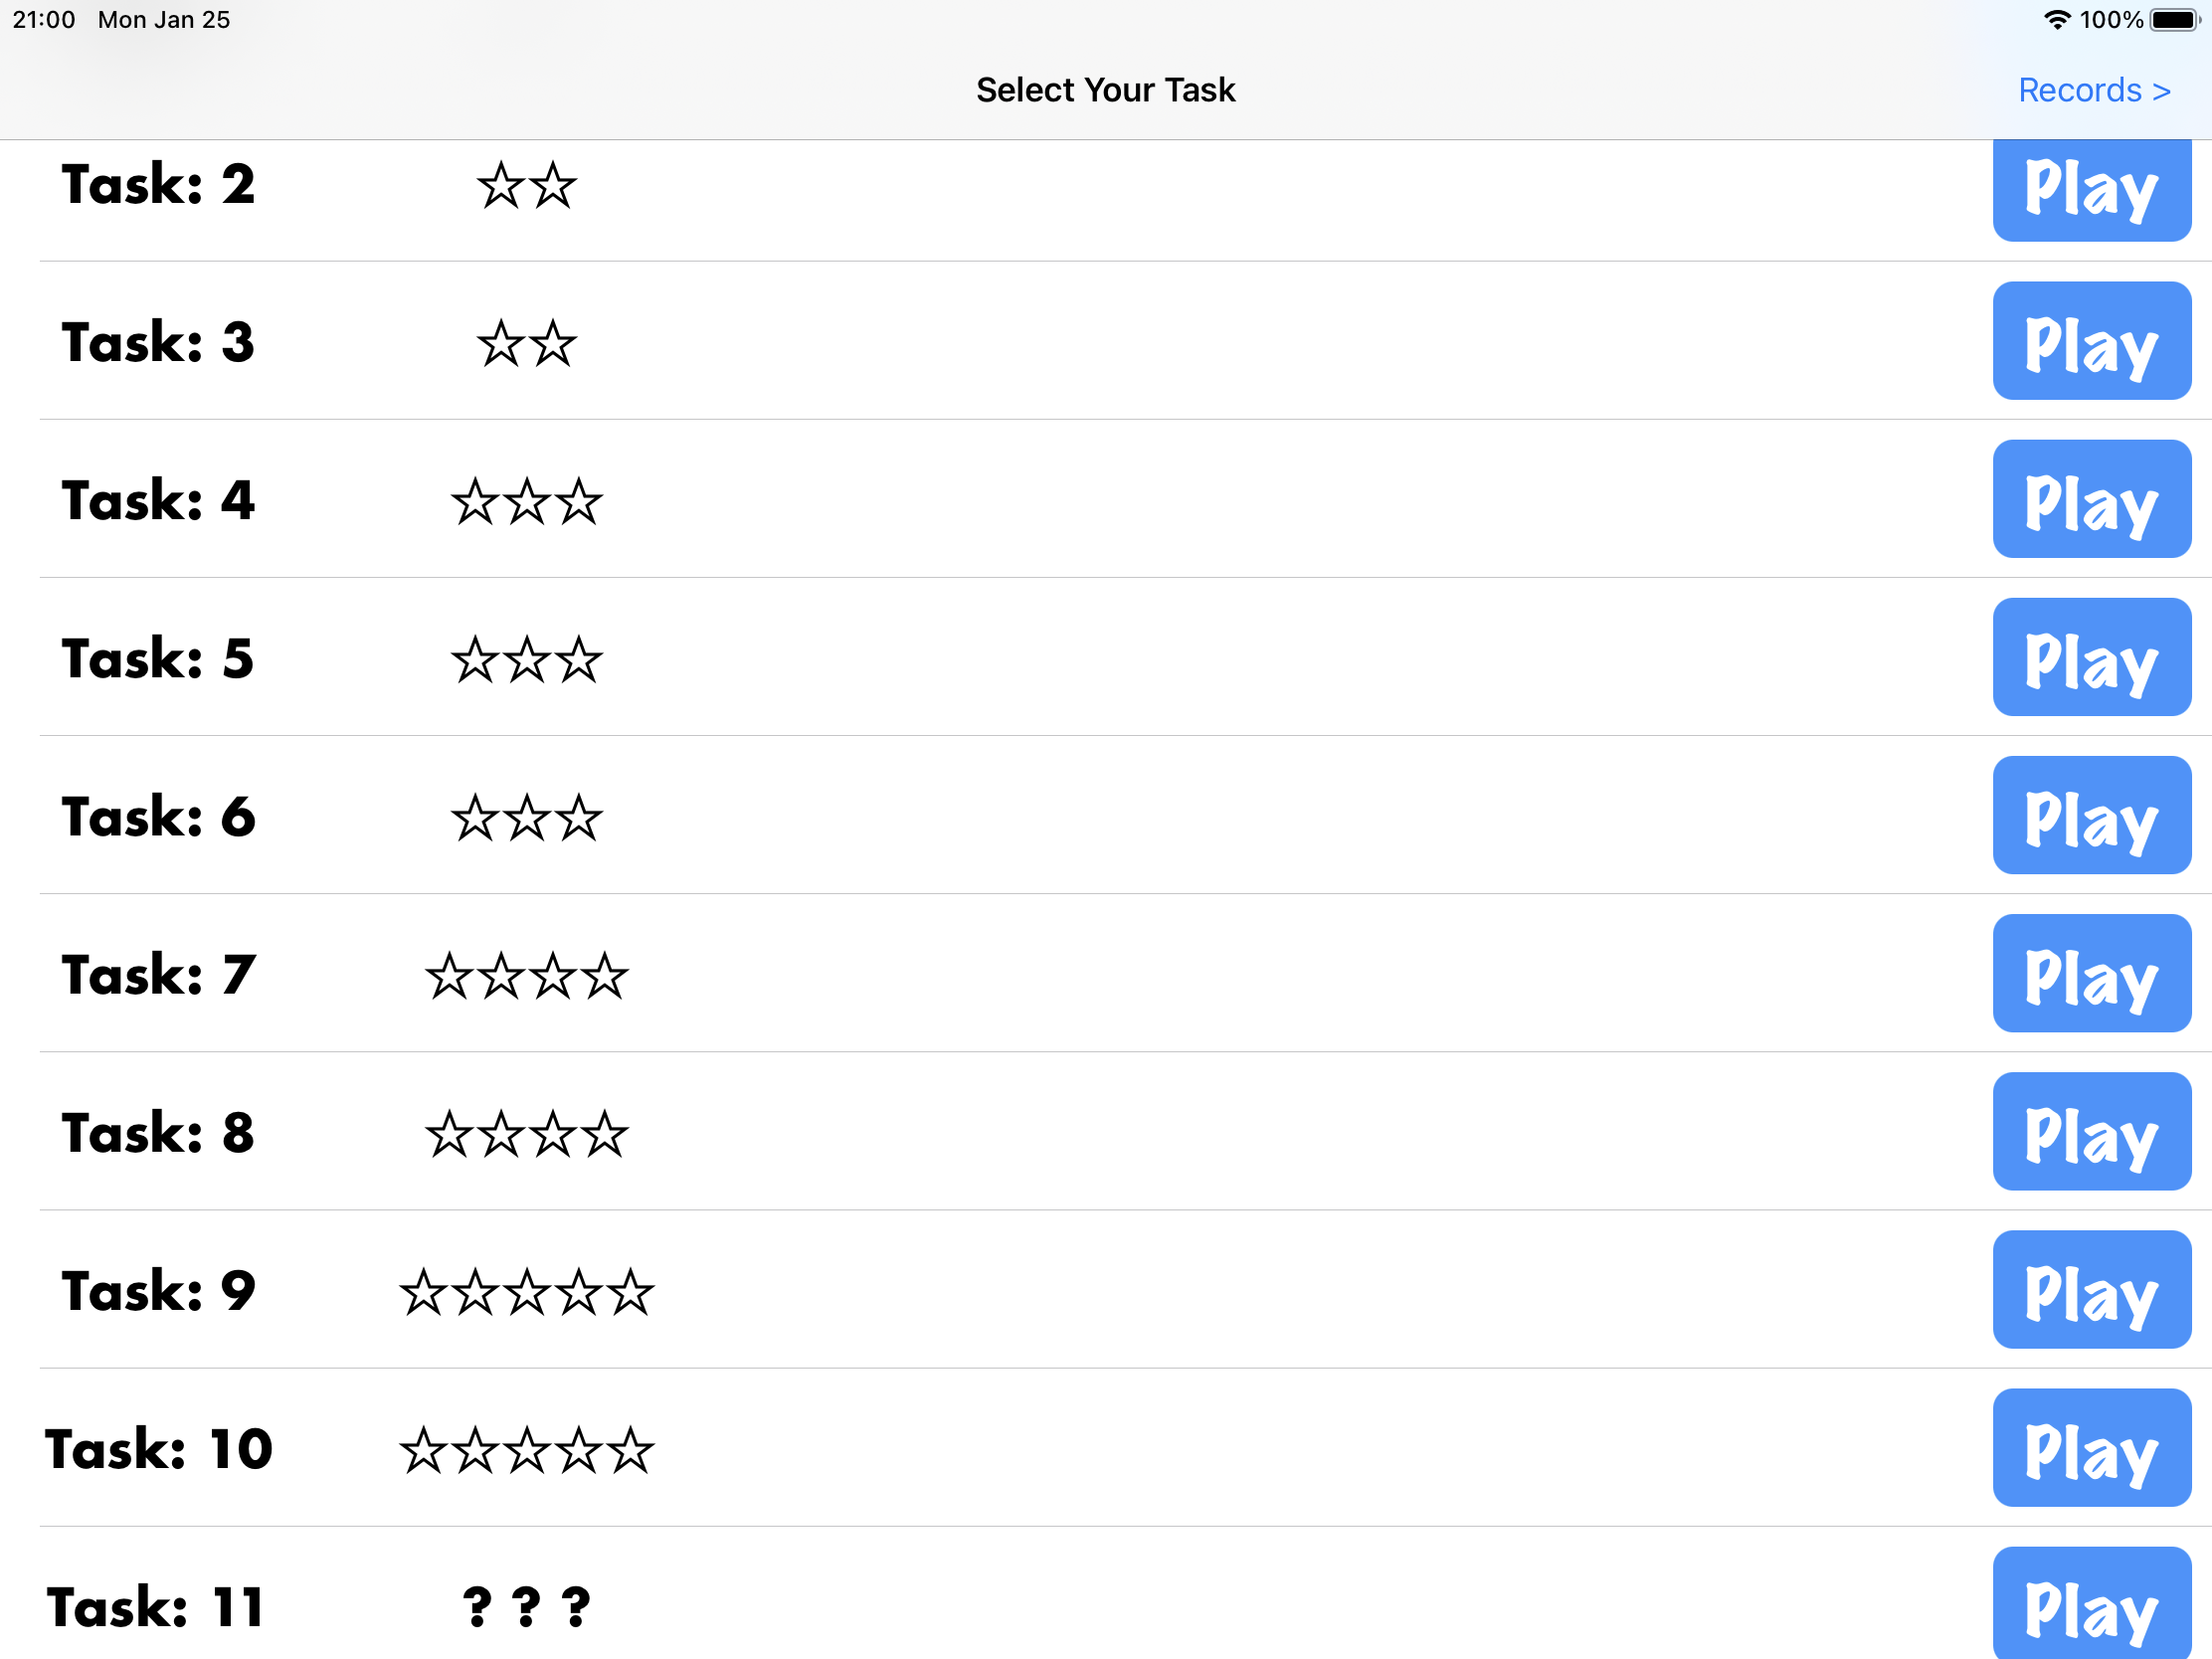 21:00 Mon Jan 25 100%
Select Your Task Records >
Task: 2 ☆☆ Play
Task: 3 ☆☆ Play
Task: 4 ☆☆☆ Play
Task: 5 ☆☆☆ Play
Task: 6 ☆☆☆ Play
Task: 7 ☆☆☆☆ Play
Task: 8 ☆☆☆☆ Play
Task: 9 ☆☆☆☆☆ Play
Task: 10 ☆☆☆☆☆ Play
Task: 11 ? ? ? Play